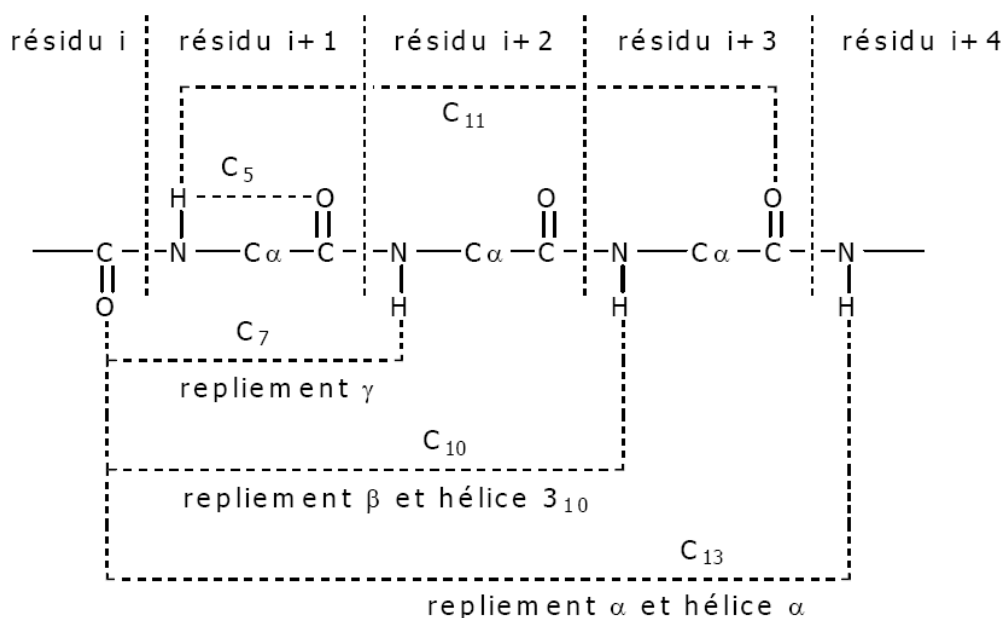 résidu i résidu i+1 résidu i+2 résidu i+3 résidu i+4
C11
C5
H O O O
C N Cα C N Cα C N Cα C N
O H H H
C7
repliement γ
C10
repliement β et hélice 310
C13
repliement α et hélice α